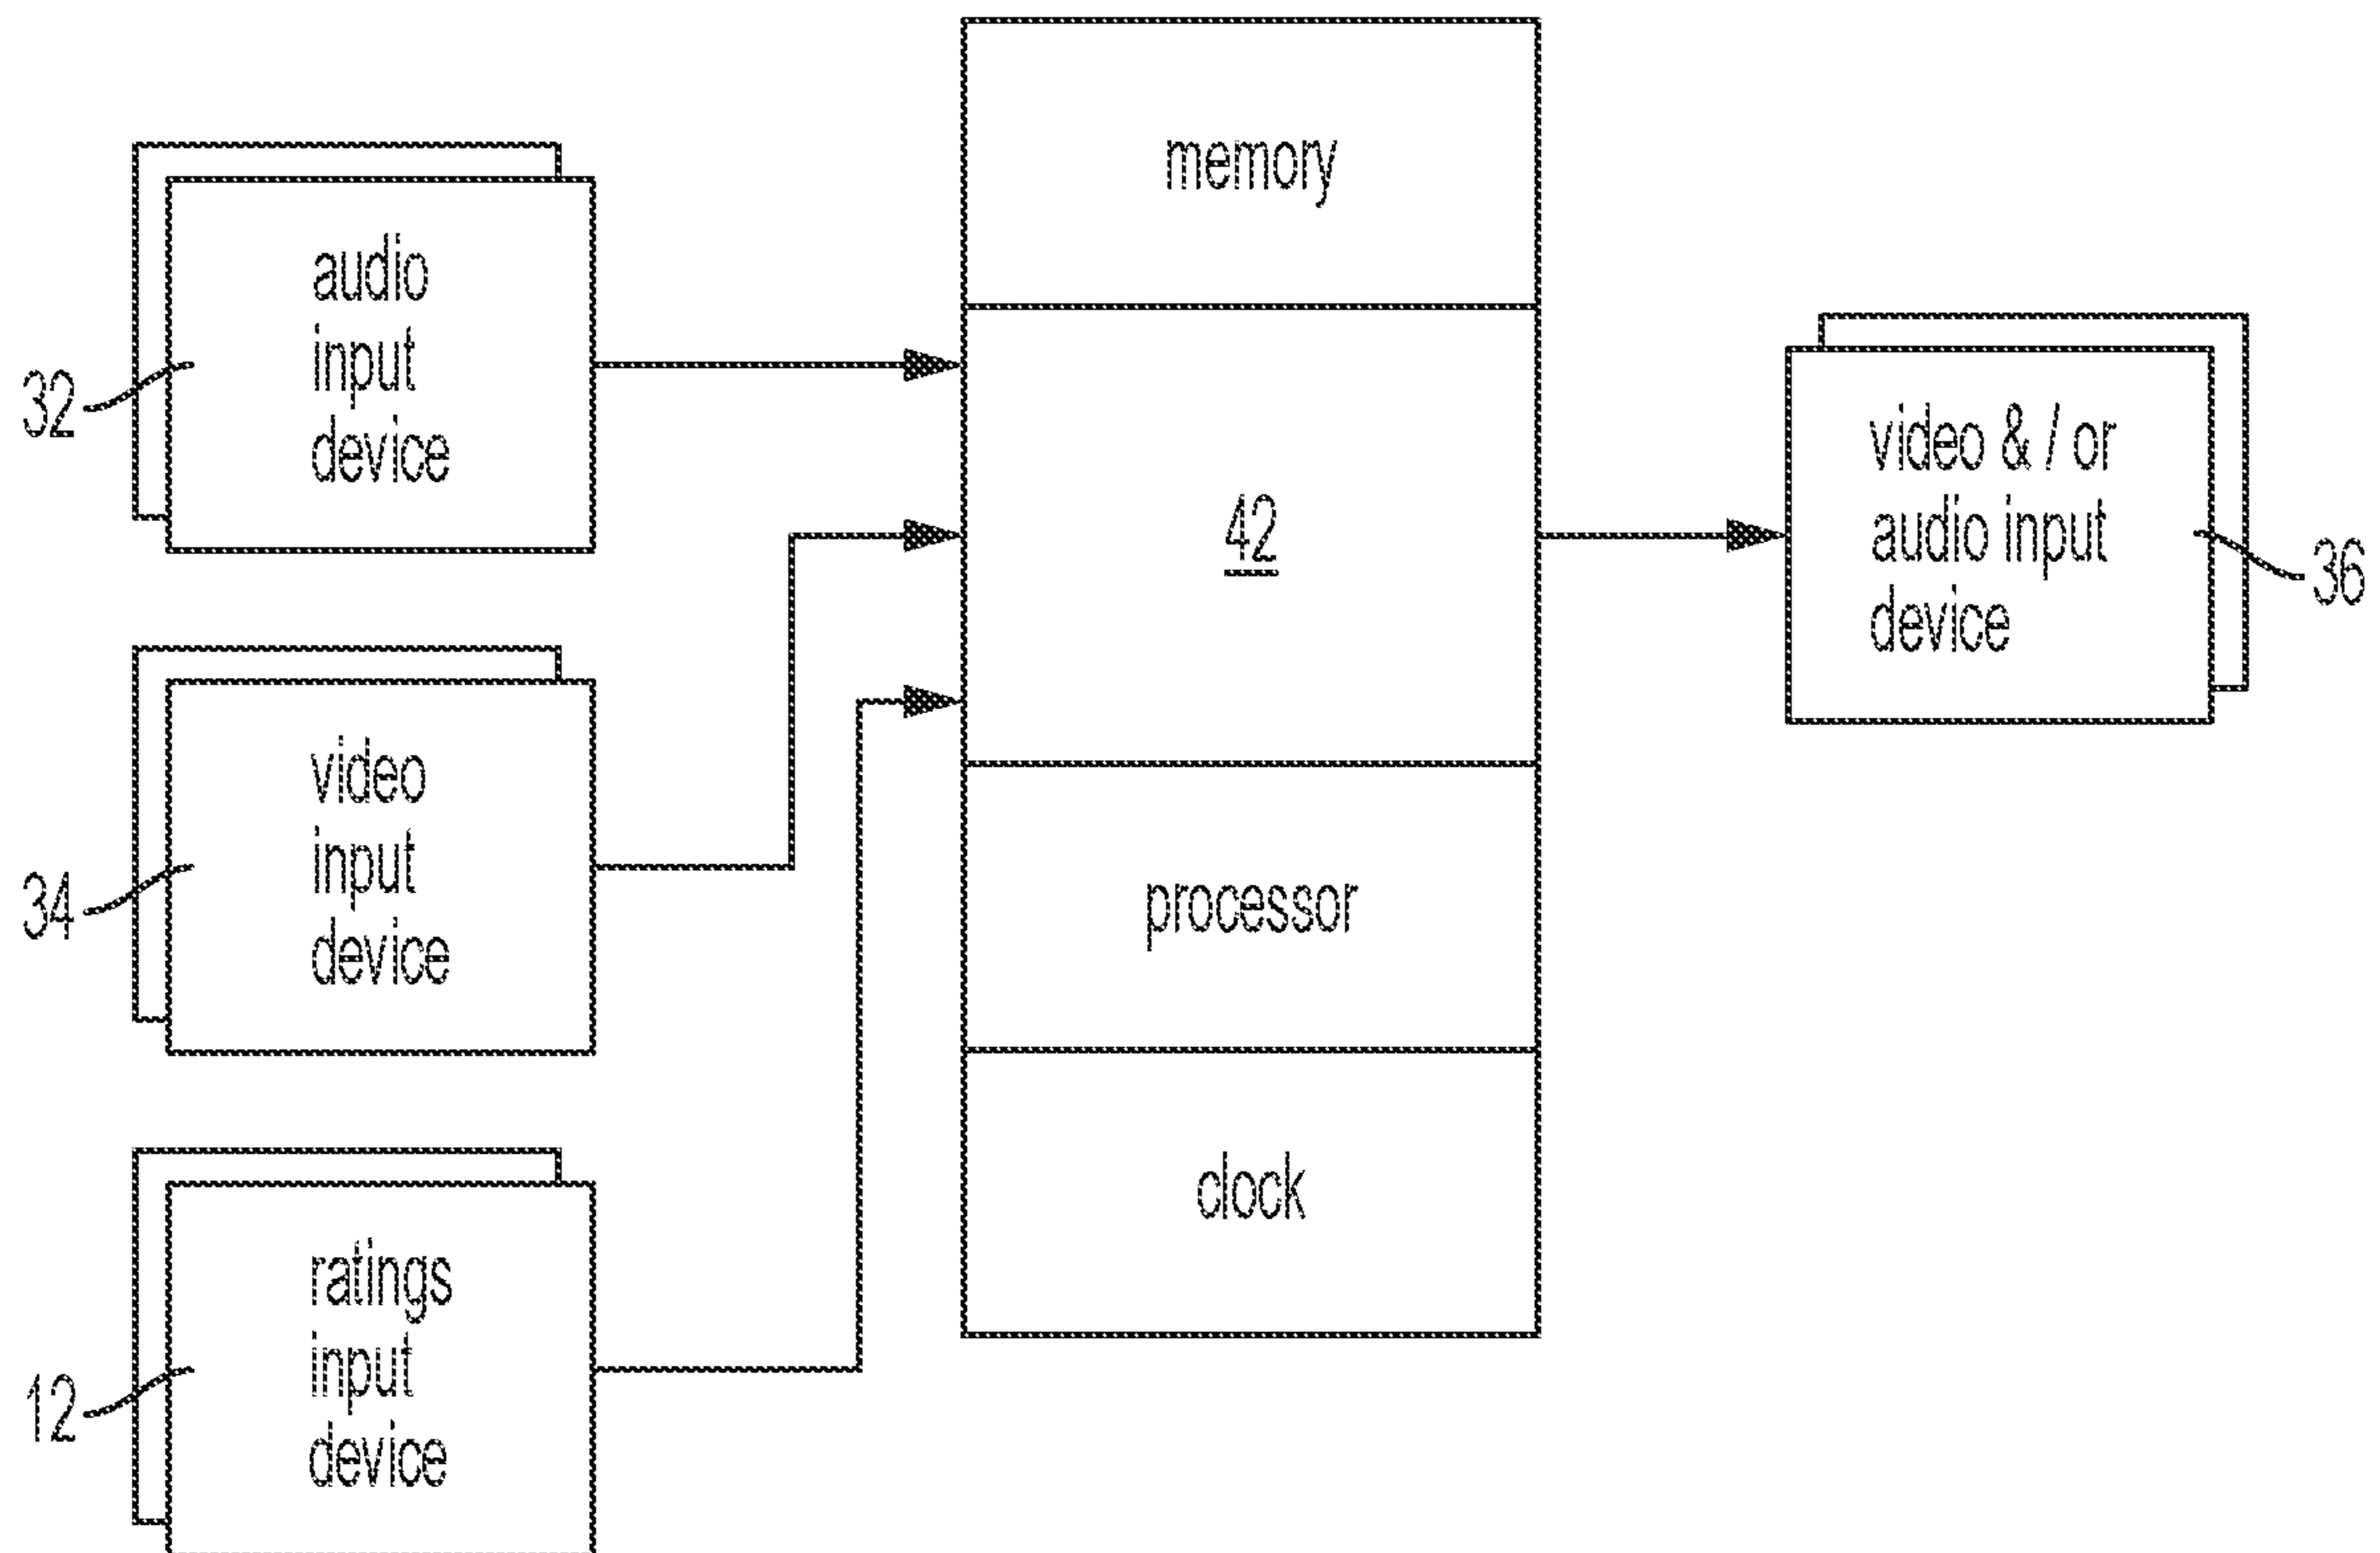 32
audio
input
device
34
video
input
device
12
ratings
input
device
memory
42
processor
clock
video & / or
audio input
device
36